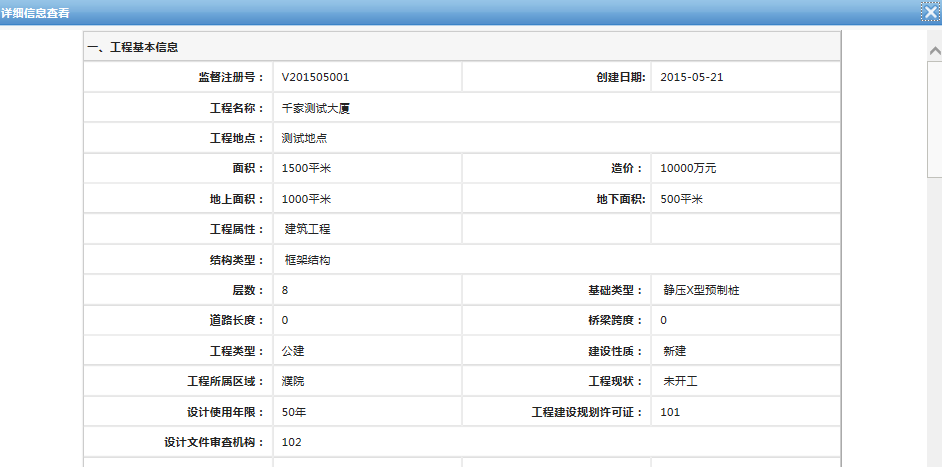 详细信息查看
一、工程基本信息
监督注册号： V201505001 创建日期: 2015-05-21
工程名称： 千家测试大厦
工程地点： 测试地点
面积： 1500平米 造价： 10000万元
地上面积： 1000平米 地下面积: 500平米
工程属性： 建筑工程
结构类型： 框架结构
层数： 8 基础类型： 静压X型预制桩
道路长度： 0 桥梁跨度： 0
工程类型： 公建 建设性质： 新建
工程所属区域： 濮院 工程现状： 未开工
设计使用年限： 50年 工程建设规划许可证： 101
设计文件审查机构： 102